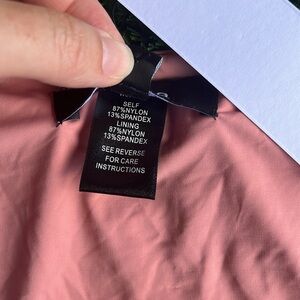 SELF
87%NYLON
13%SPANDEX
LINING
87%NYLON
13%SPANDEX
SEE REVERSE
FOR CARE
INSTRUCTIONS